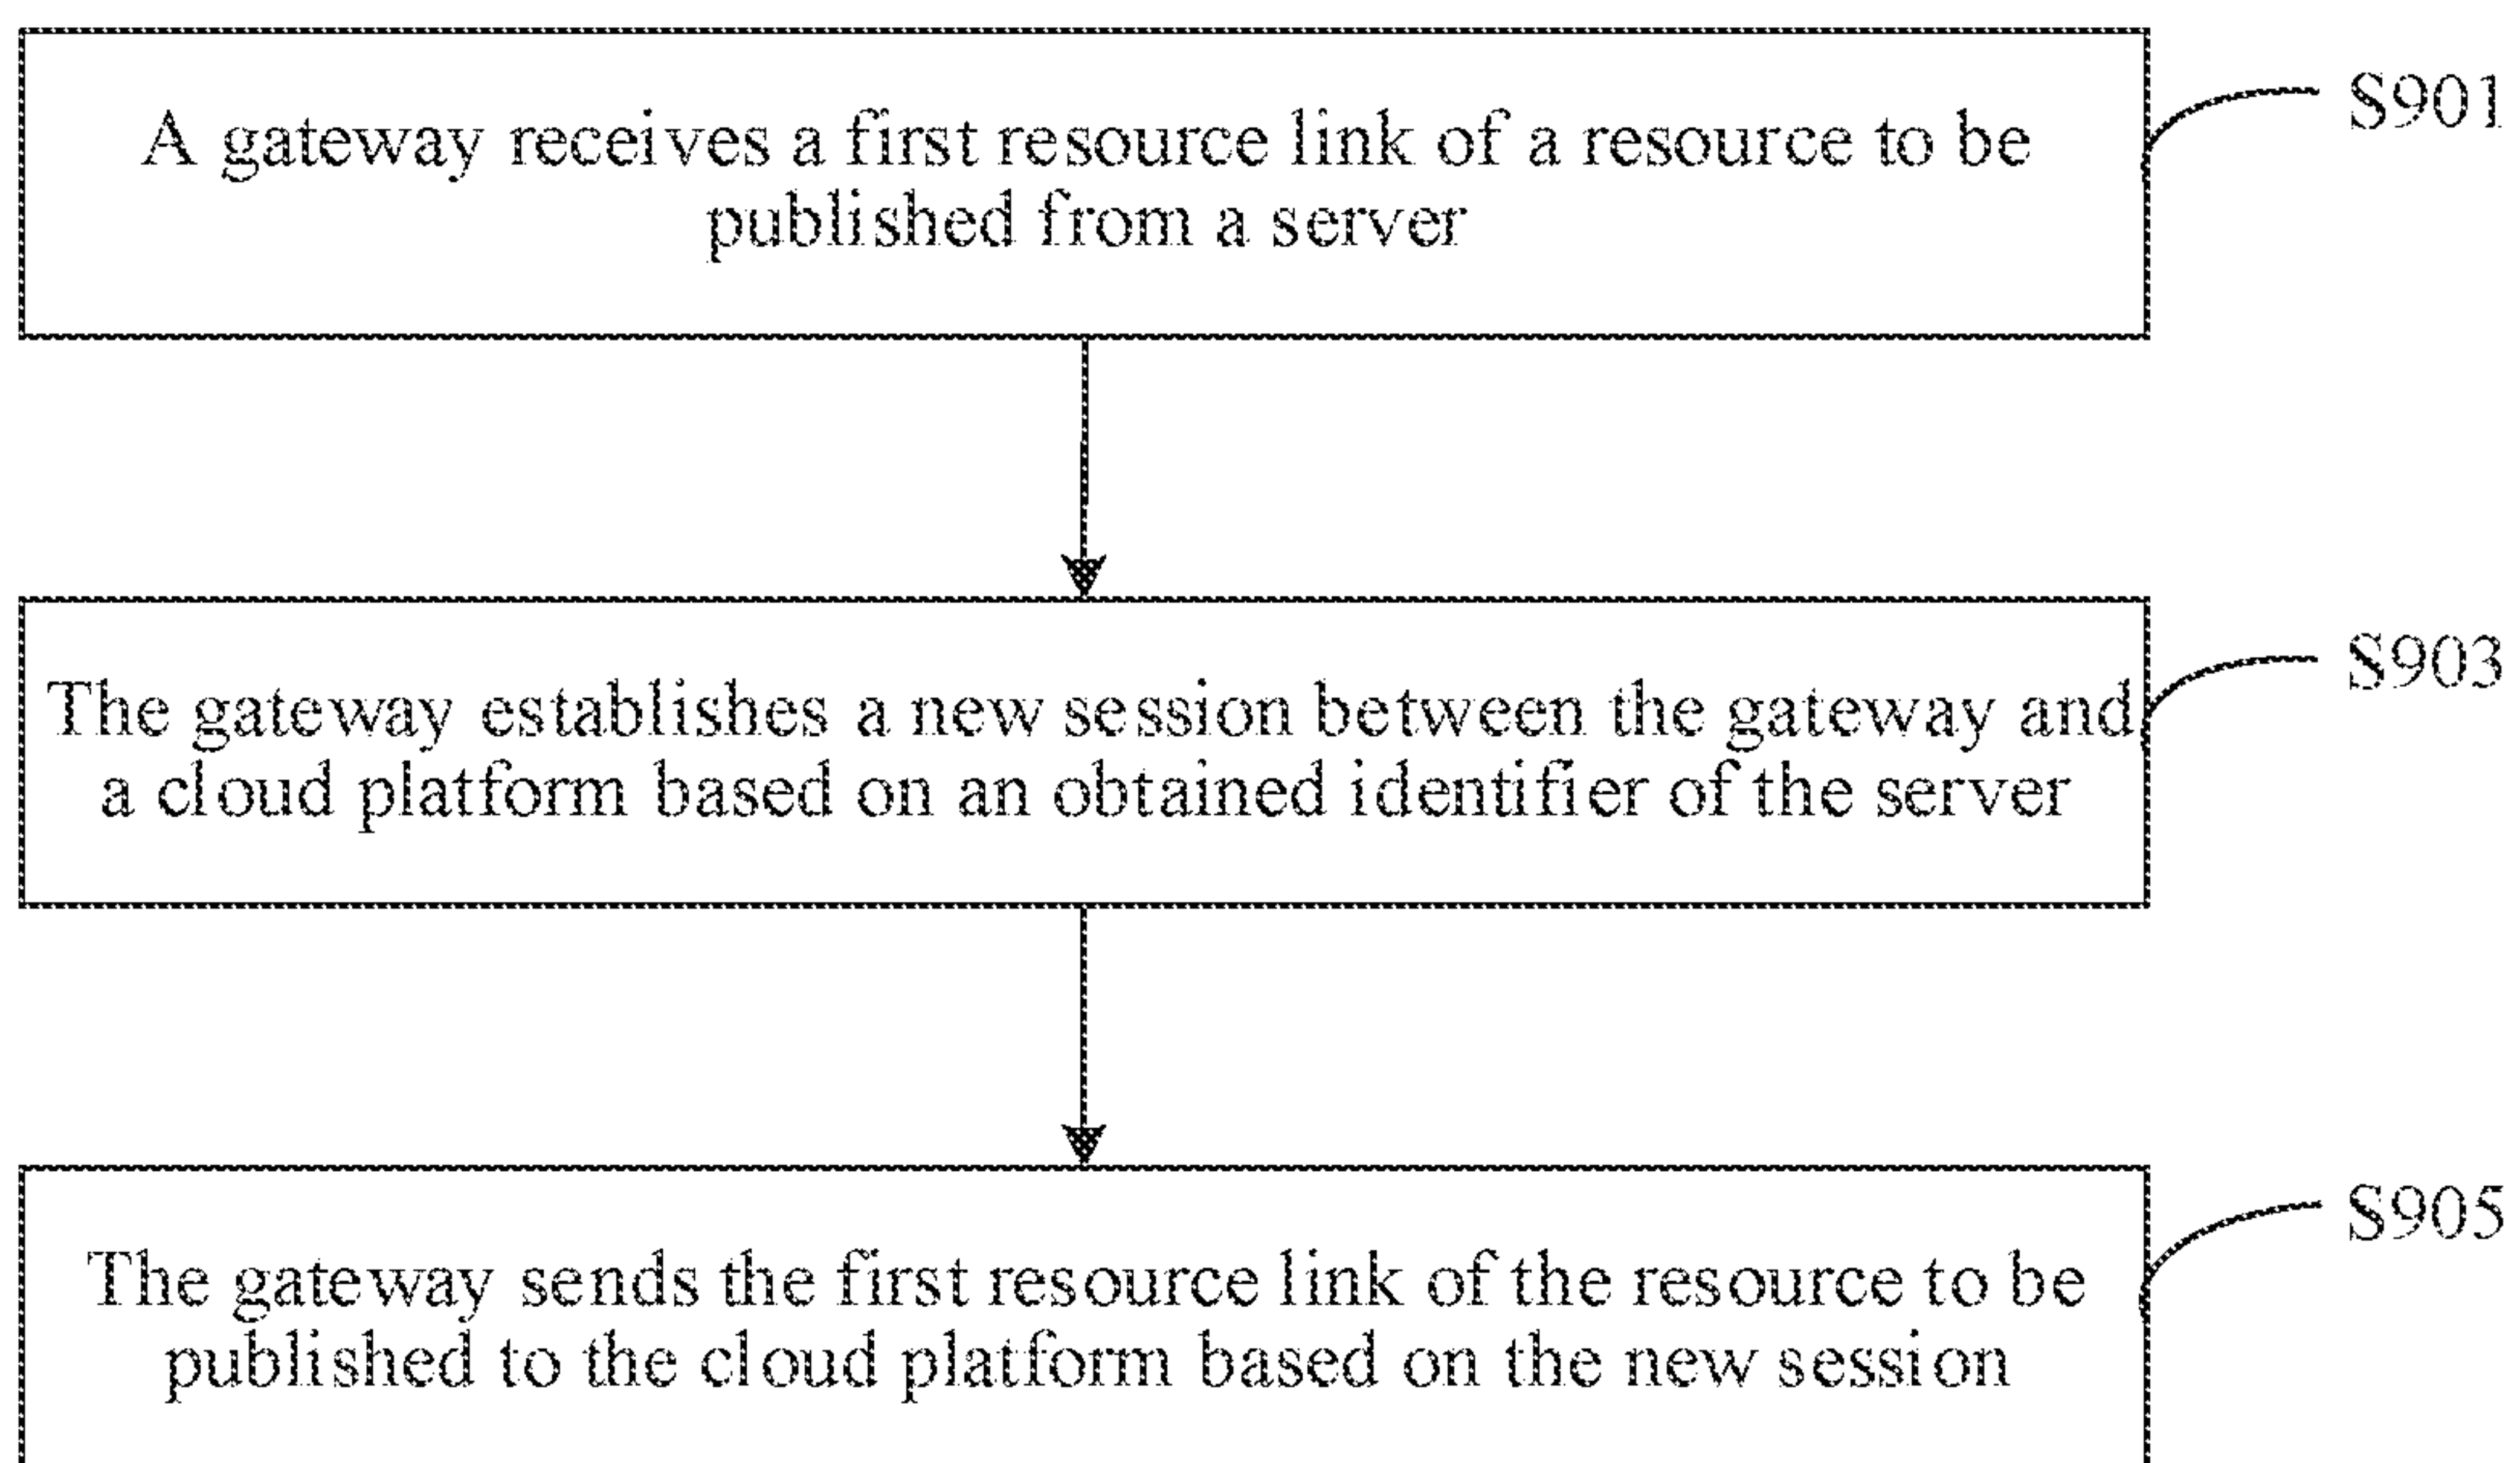 A gateway receives a first resource link of a resource to be
published from a server
S901
The gateway establishes a new session between the gateway and
a cloud platform based on an obtained identifier of the server
S903
The gateway sends the first resource link of the resource to be
published to the cloud platform based on the new session
S905